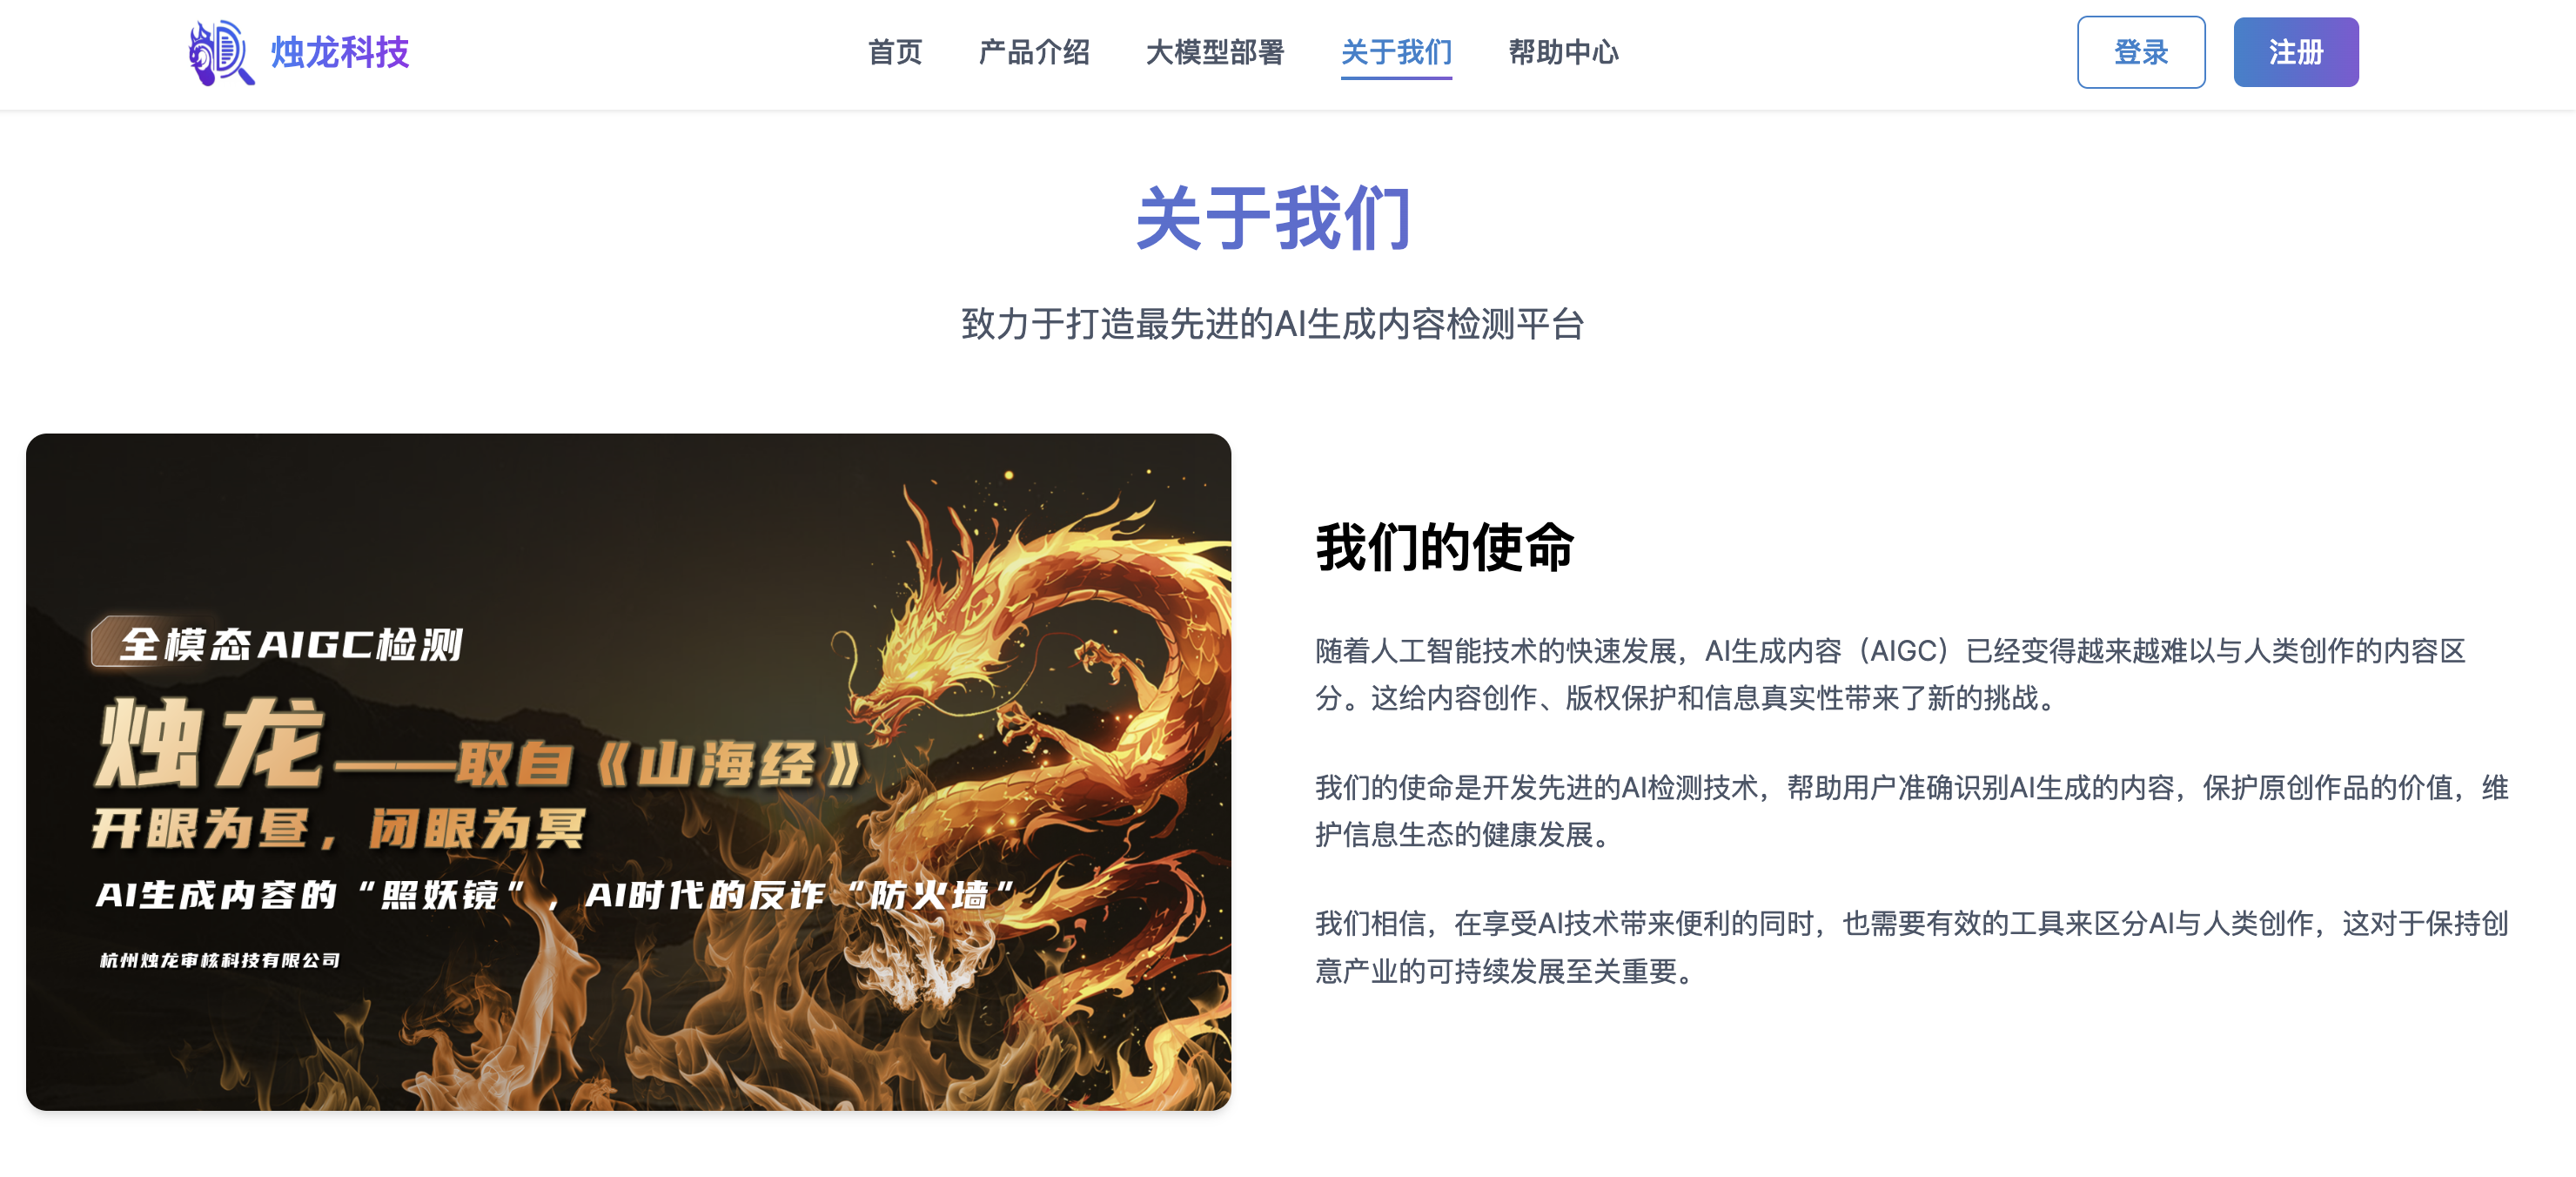 烛龙科技
首页 产品介绍 大模型部署 关于我们 帮助中心
登录 注册
关于我们
致力于打造最先进的AI生成内容检测平台
全模态AIGC检测
烛龙——取自《山海经》
开眼为昼，闭眼为冥
AI生成内容的“照妖镜”，AI时代的反诈“防火墙”
杭州烛龙审核科技有限公司
我们的使命
随着人工智能技术的快速发展，AI生成内容（AIGC）已经变得越来越难以与人类创作的内容区
分。这给内容创作、版权保护和信息真实性带来了新的挑战。
我们的使命是开发先进的AI检测技术，帮助用户准确识别AI生成的内容，保护原创作品的价值，维
护信息生态的健康发展。
我们相信，在享受AI技术带来便利的同时，也需要有效的工具来区分AI与人类创作，这对于保持创
意产业的可持续发展至关重要。